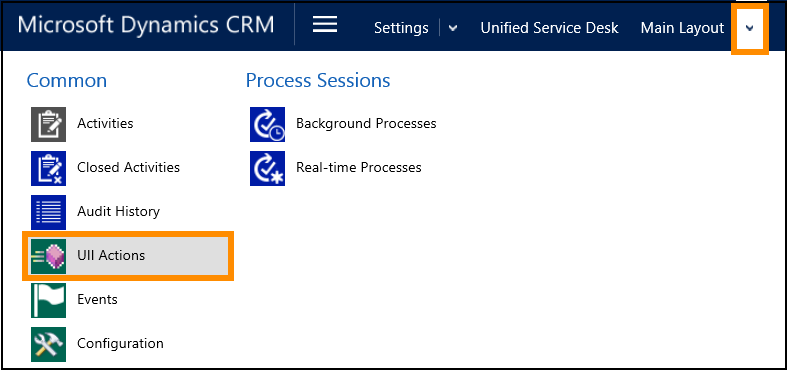 Microsoft Dynamics CRM Settings Unified Service Desk Main Layout
Common Process Sessions
Activities Background Processes
Closed Activities Real-time Processes
Audit History
UII Actions
Events
Configuration